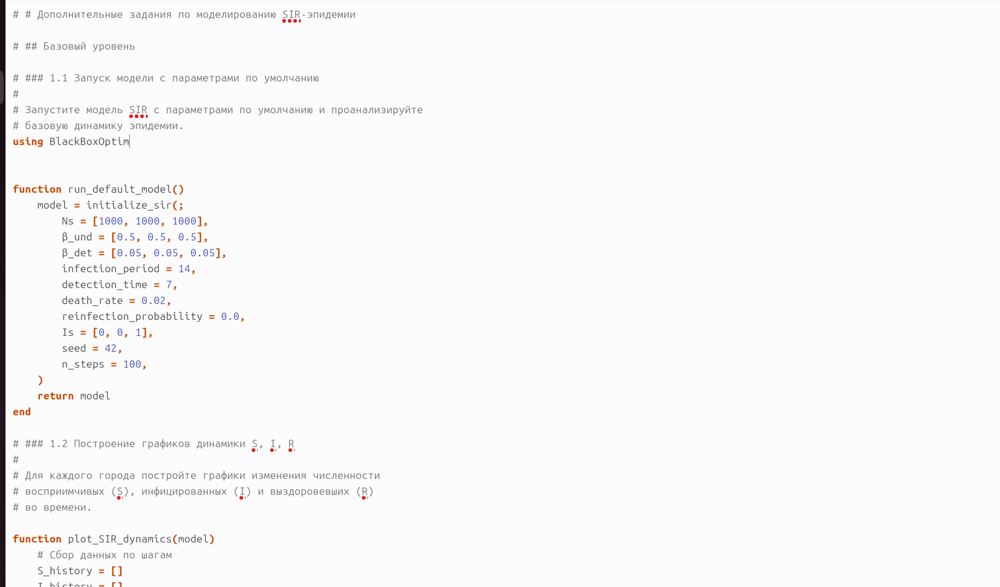 # # Дополнительные задания по моделированию SIR-эпидемии
# ## Базовый уровень
# ### 1.1 Запуск модели с параметрами по умолчанию
#
# Запустите модель SIR с параметрами по умолчанию и проанализируйте
# базовую динамику эпидемии.
using BlackBoxOptim
function run_default_model()
    model = initialize_sir(;
        Ns = [1000, 1000, 1000],
        β_und = [0.5, 0.5, 0.5],
        β_det = [0.05, 0.05, 0.05],
        infection_period = 14,
        detection_time = 7,
        death_rate = 0.02,
        reinfection_probability = 0.0,
        Is = [0, 0, 1],
        seed = 42,
        n_steps = 100,
    )
    return model
end
# ### 1.2 Построение графиков динамики S, I, R
#
# Для каждого города постройте графики изменения численности
# восприимчивых (S), инфицированных (I) и выздоровевших (R)
# во времени.
function plot_SIR_dynamics(model)
    # Сбор данных по шагам
    S_history = []
    I_history = []